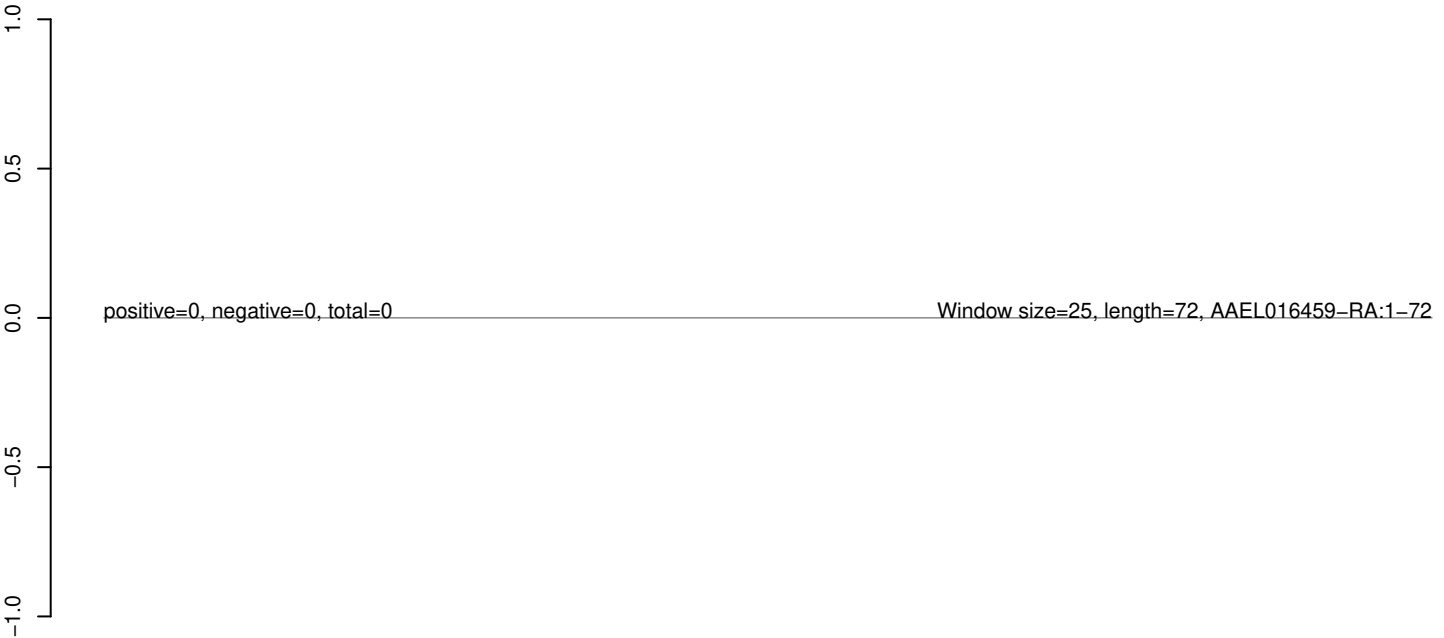 1.0
0.5
0.0
−0.5
−1.0
positive=0, negative=0, total=0
Window size=25, length=72, AAEL016459−RA:1−72